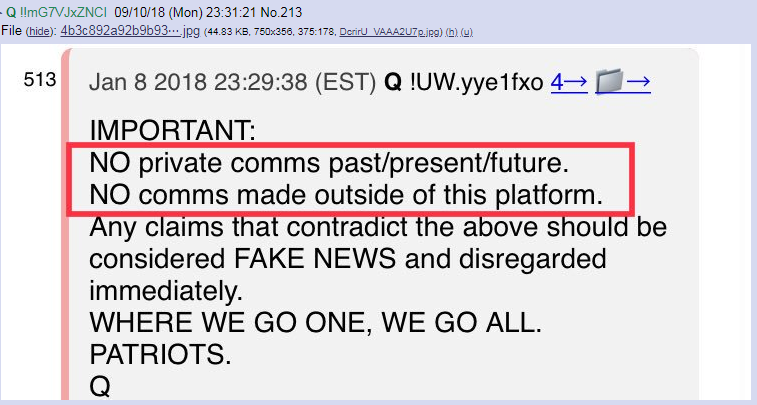 Q !!mG7VJxZNCI 09/10/18 (Mon) 23:31:21 No.213
File (hide): 4b3c892a92b9b93⋯.jpg (44.83 KB, 750x356, 375:178, DcrirU_VAAA2U7p.jpg) (h) (u)
513 Jan 8 2018 23:29:38 (EST) Q !UW.yye1fxo 4→ →
IMPORTANT:
NO private comms past/present/future.
NO comms made outside of this platform.
Any claims that contradict the above should be
considered FAKE NEWS and disregarded
immediately.
WHERE WE GO ONE, WE GO ALL.
PATRIOTS.
Q